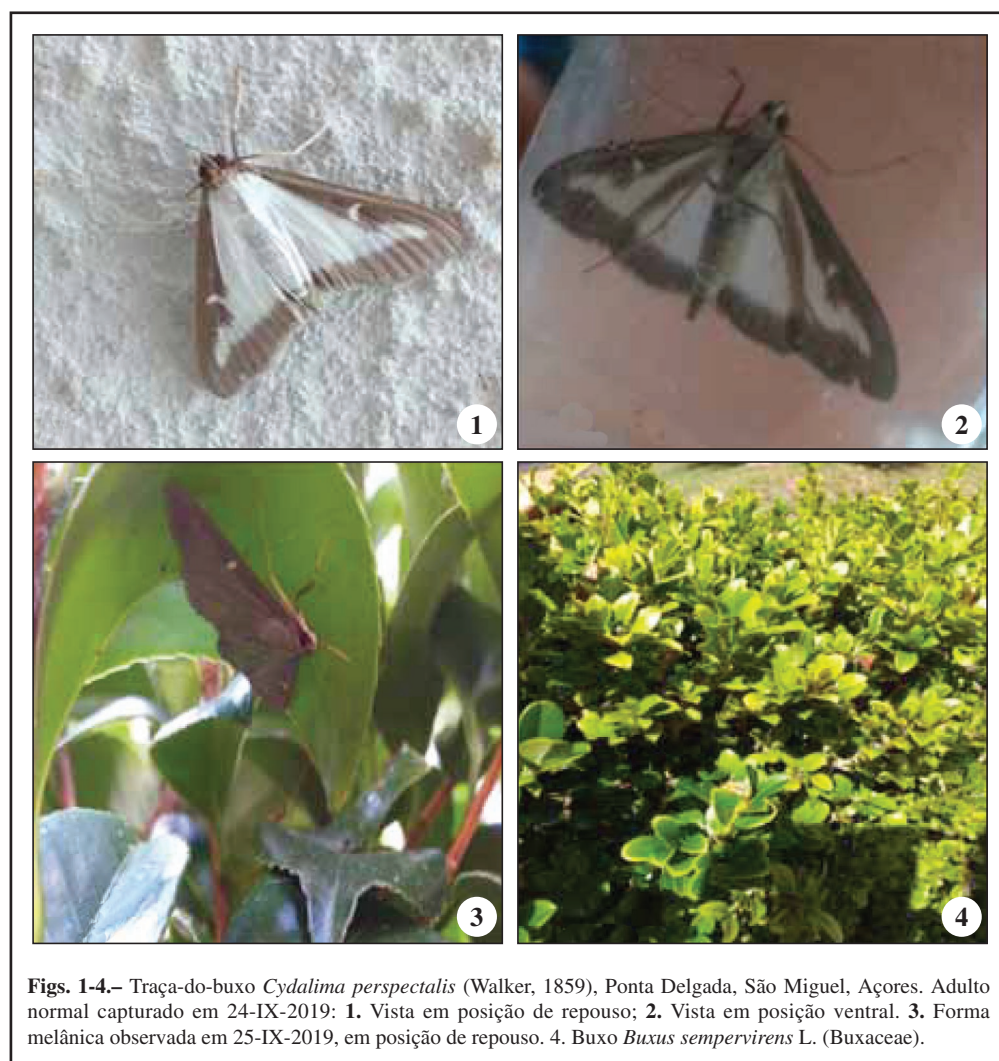 1
2
3
4
Figs. 1-4.– Traça-do-buxo Cydalima perspectalis (Walker, 1859), Ponta Delgada, São Miguel, Açores. Adulto
normal capturado em 24-IX-2019: 1. Vista em posição de repouso; 2. Vista em posição ventral. 3. Forma
melânica observada em 25-IX-2019, em posição de repouso. 4. Buxo Buxus sempervirens L. (Buxaceae).